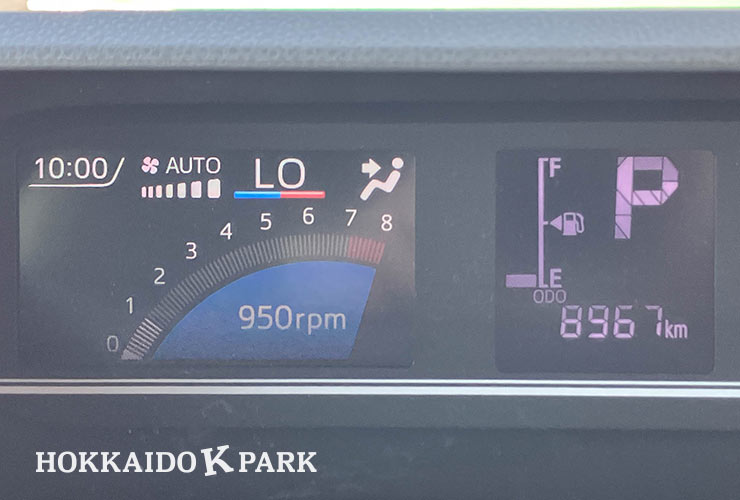 10:00
AUTO
LO
0 1 2 3 4 5 6 7 8
950rpm
F
P
E
ODO
8967km
HOKKAIDO K PARK